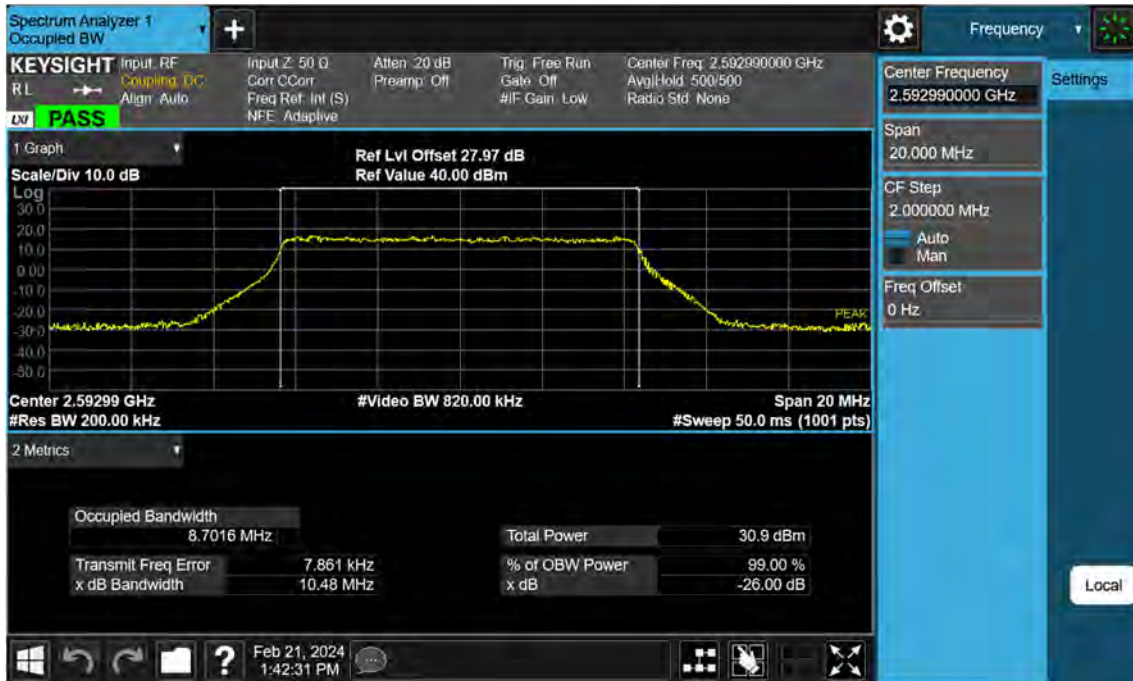 Spectrum Analyzer 1
Occupied BW
Frequency
KEYSIGHT
RL
LXI
PASS
Input: RF
Coupling: DC
Align: Auto
Input Z: 50 Ω
Corr CCorr
Freq Ref: Int (S)
NFE: Adaptive
Atten: 20 dB
Preamp: Off
Trig: Free Run
Gate: Off
#IF Gain: Low
Center Freq: 2.592990000 GHz
Avg|Hold: 500/500
Radio Std: None
Center Frequency
2.592990000 GHz
Settings
Span
20.000 MHz
CF Step
2.000000 MHz
Auto
Man
Freq Offset
0 Hz
1 Graph
Scale/Div 10.0 dB
Ref Lvl Offset 27.97 dB
Ref Value 40.00 dBm
Log
30.0
20.0
10.0
0.00
-10.0
-20.0
-30.0
-40.0
-50.0
PEAK
Center 2.59299 GHz
#Video BW 820.00 kHz
Span 20 MHz
#Res BW 200.00 kHz
#Sweep 50.0 ms (1001 pts)
2 Metrics
Occupied Bandwidth
8.7016 MHz
Total Power 30.9 dBm
Transmit Freq Error 7.861 kHz
% of OBW Power 99.00 %
x dB Bandwidth 10.48 MHz
x dB -26.00 dB
Local
?
Feb 21, 2024
1:42:31 PM